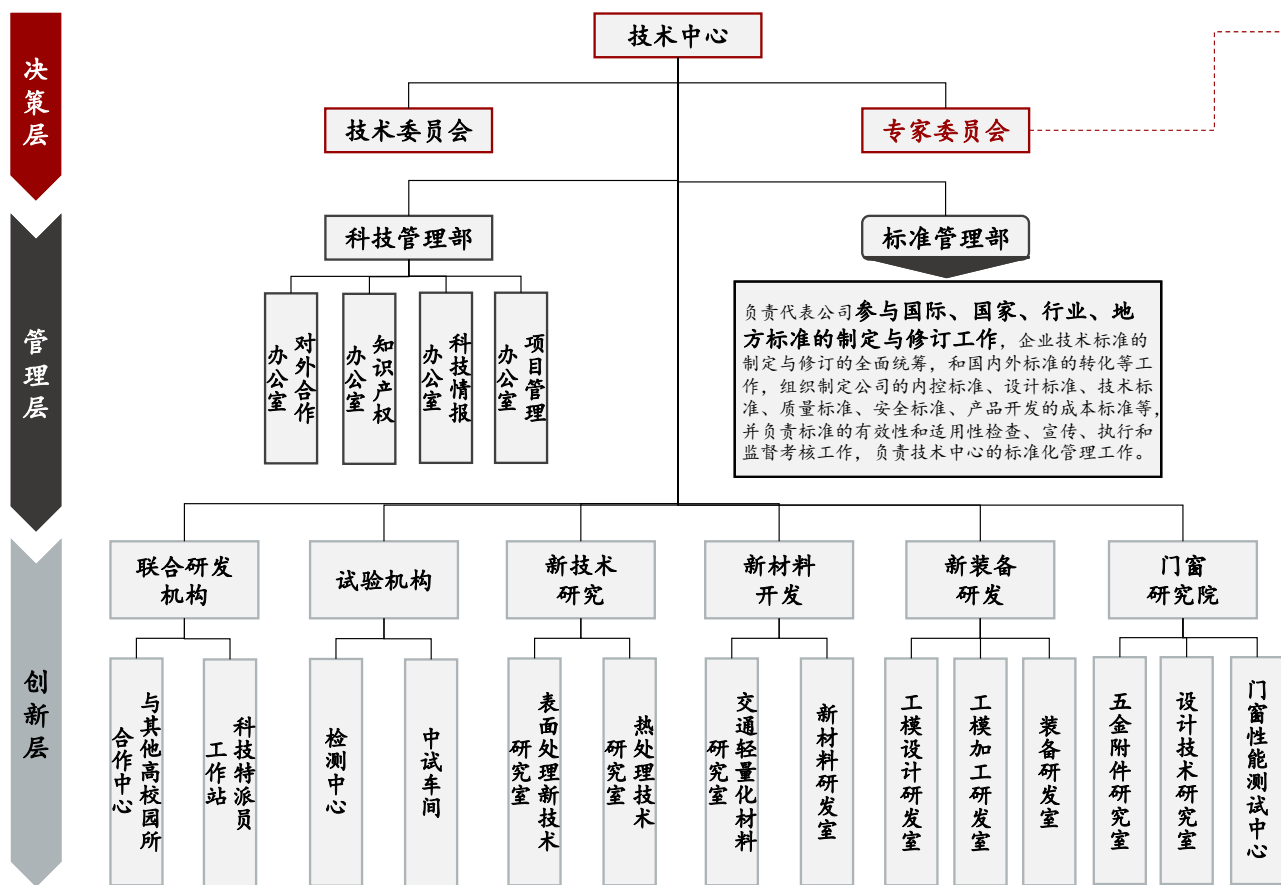 决策层
技术中心
技术委员会
专家委员会
管理层
科技管理部
标准管理部
对外合作
办公室
知识产权
办公室
科技情报
办公室
项目管理
办公室
负责代表公司参与国际、国家、行业、地
方标准的制定与修订工作，企业技术标准的
制定与修订的全面统筹，和国内外标准的转化等工
作，组织制定公司的内控标准、设计标准、技术标
准、质量标准、安全标准、产品开发的成本标准等，
并负责标准的有效性和适用性检查、宣传、执行和
监督考核工作，负责技术中心的标准化管理工作。
创新层
联合研发
机构
试验机构
新技术
研究
新材料
开发
新装备
研发
门窗
研究院
与其他高校园所
合作中心
科技特派员
工作站
检测中心
中试车间
表面处理新技术
研究室
热处理技术
研究室
交通轻量化材料
研究室
新材料研发室
工模设计研发室
工模加工研发室
装备研发室
五金附件研究室
设计技术研究室
门窗性能测试中心